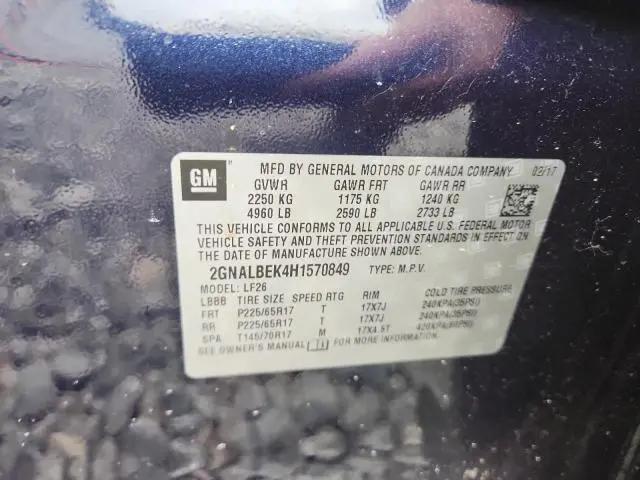 GM
MFD BY GENERAL MOTORS OF CANADA COMPANY 02/17
GVWR GAWR FRT GAWR RR
2250 KG 1175 KG 1240 KG
4960 LB 2590 LB 2733 LB
THIS VEHICLE CONFORMS TO ALL APPLICABLE U.S. FEDERAL MOTOR
VEHICLE SAFETY AND THEFT PREVENTION STANDARDS IN EFFECT ON
THE DATE OF MANUFACTURE SHOWN ABOVE.
2GNALBEK4H1570849 TYPE: M.P.V.
MODEL: LF26
LBBB TIRE SIZE SPEED RTG RIM COLD TIRE PRESSURE
FRT P225/65R17 T 17X7J 240KPA(35PSI)
RR P225/65R17 T 17X7J 240KPA(35PSI)
SPA T145/70R17 M 17X4.5T 420KPA(60PSI)
SEE OWNER'S MANUAL FOR MORE INFORMATION.